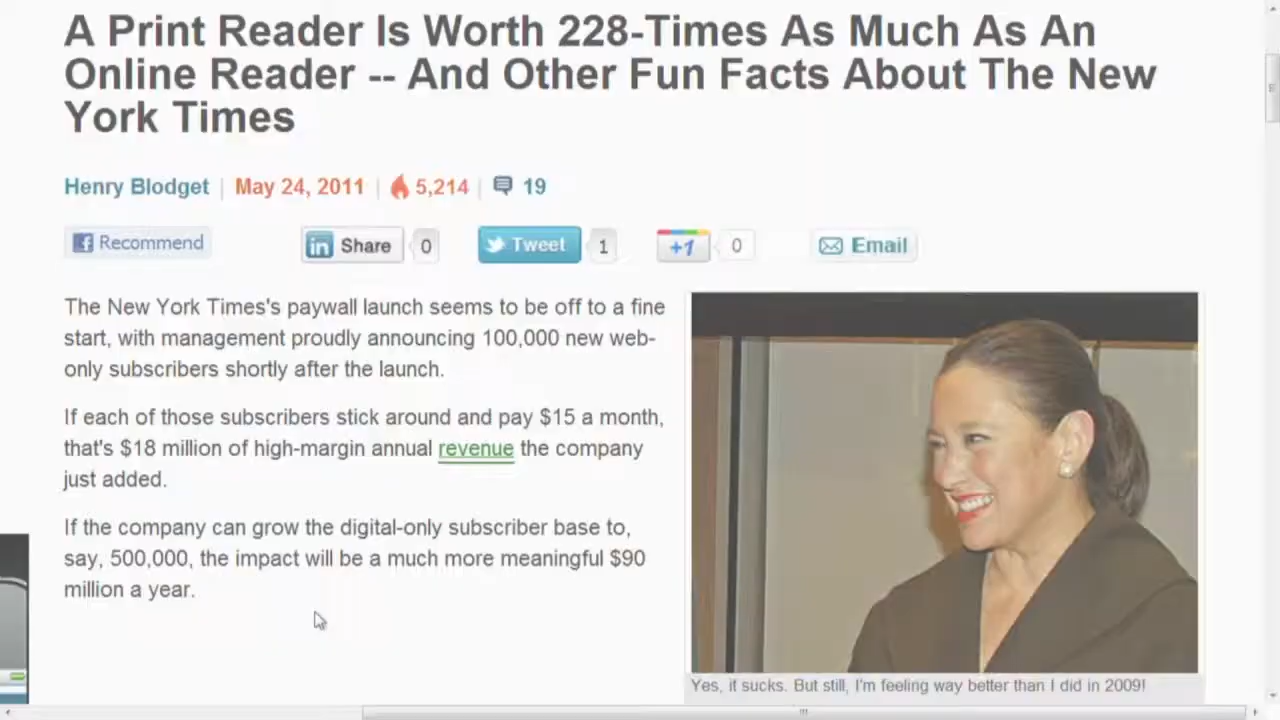 A Print Reader Is Worth 228-Times As Much As An
Online Reader -- And Other Fun Facts About The New
York Times
Henry Blodget | May 24, 2011 | 5,214 | 19
Recommend in Share 0 Tweet 1 +1 0 Email
The New York Times's paywall launch seems to be off to a fine
start, with management proudly announcing 100,000 new web-
only subscribers shortly after the launch.
If each of those subscribers stick around and pay $15 a month,
that's $18 million of high-margin annual revenue the company
just added.
If the company can grow the digital-only subscriber base to,
say, 500,000, the impact will be a much more meaningful $90
million a year.
Yes, it sucks. But still, I'm feeling way better than I did in 2009!